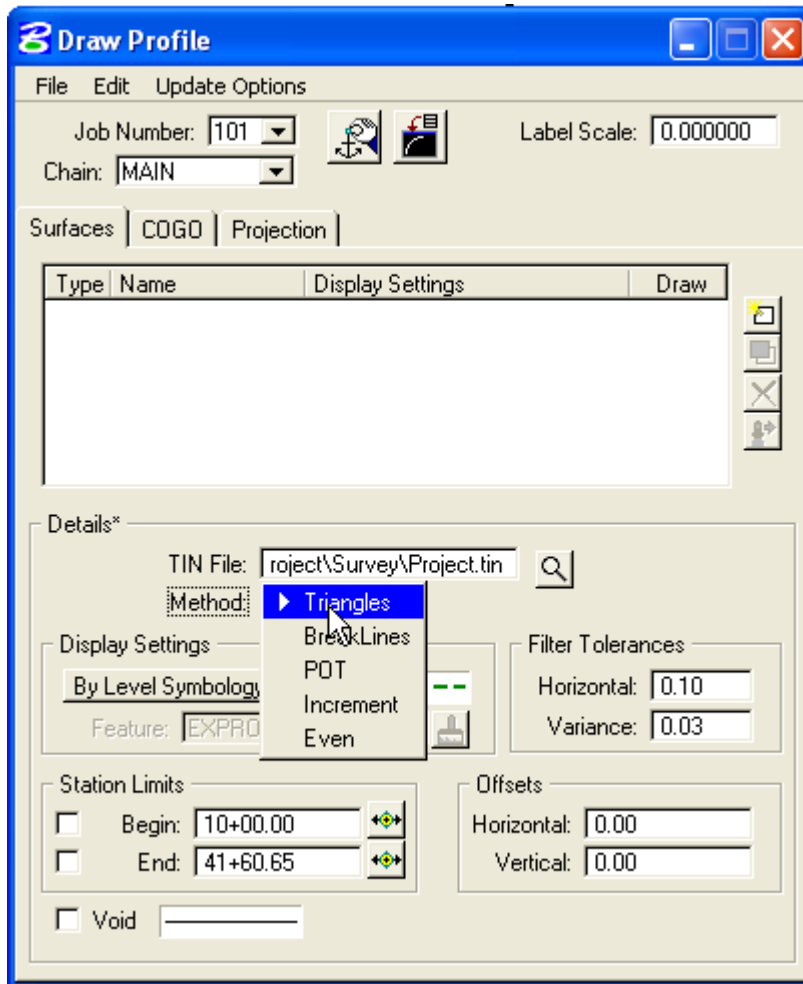 Draw Profile
File Edit Update Options
Job Number: 101 Label Scale: 0.000000
Chain: MAIN
Surfaces COGO Projection
Type Name Display Settings Draw
Details*
TIN File: roject\Survey\Project.tin
Method: Triangles
BreakLines
POT
Increment
Even
Display Settings
By Level Symbology
Feature: EXPRO
Filter Tolerances
Horizontal: 0.10
Variance: 0.03
Station Limits
Begin: 10+00.00
End: 41+60.65
Offsets
Horizontal: 0.00
Vertical: 0.00
Void